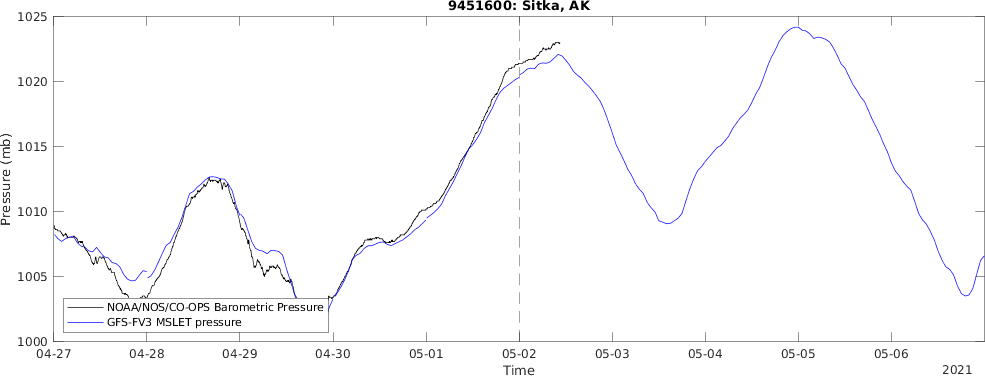 9451600: Sitka, AK
1025
1020
1015
1010
1005
1000
Pressure (mb)
NOAA/NOS/CO-OPS Barometric Pressure
GFS-FV3 MSLET pressure
04-27 04-28 04-29 04-30 05-01 05-02 05-03 05-04 05-05 05-06
Time
2021